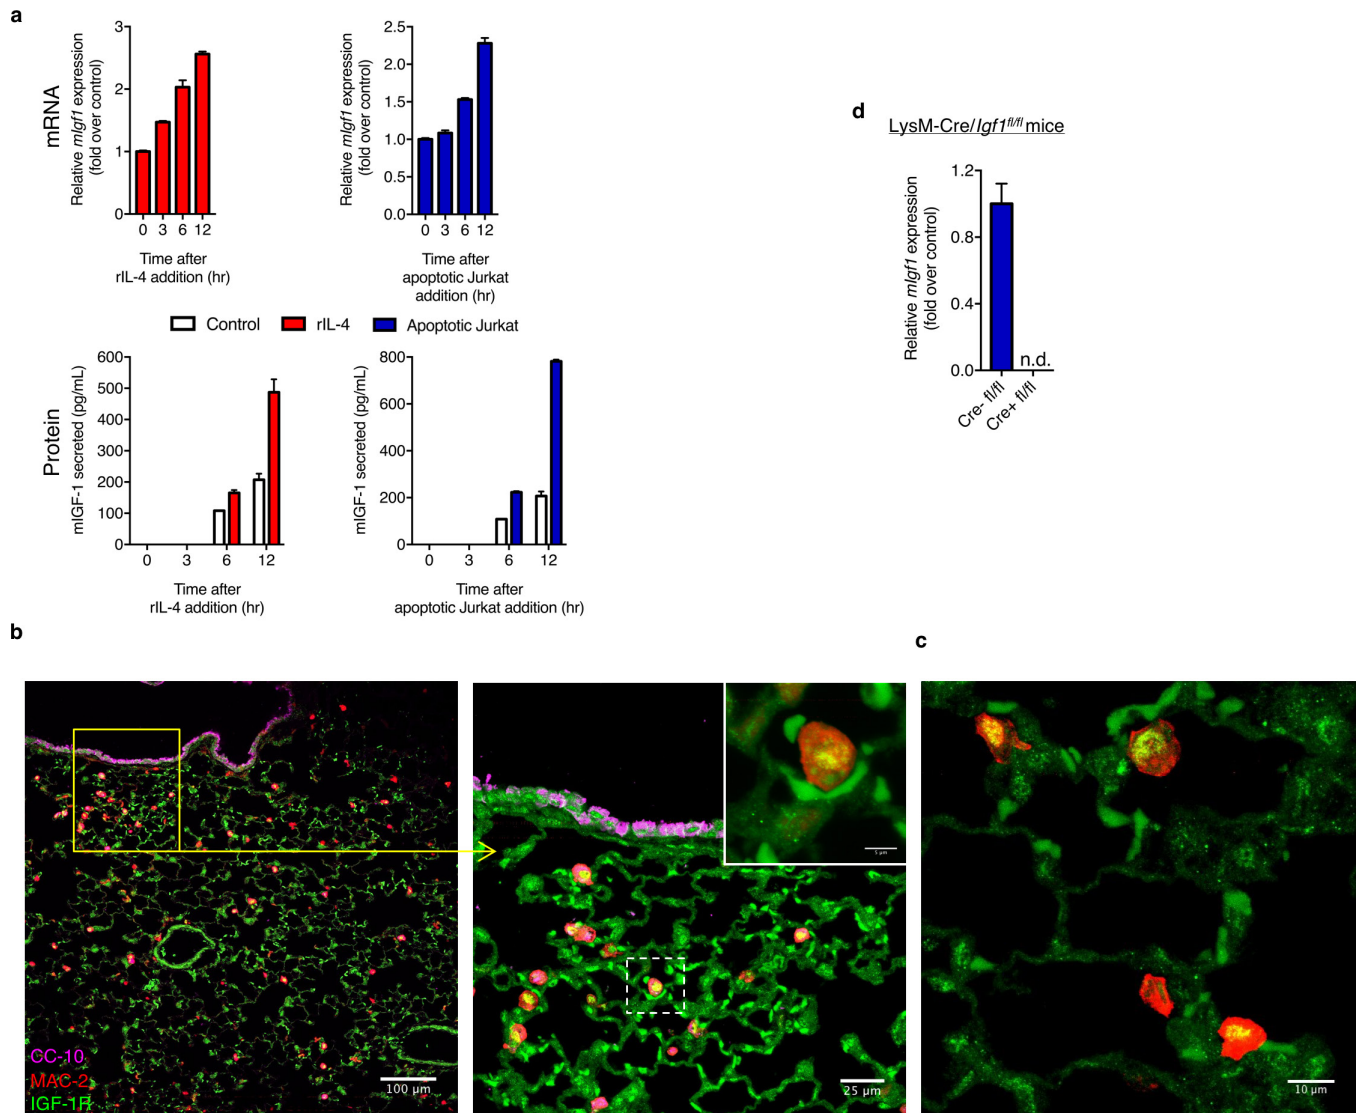 a
mRNA
Relative mIgf1 expression
(fold over control)
3
2
1
0
0 3 6 12
Time after
rIL-4 addition (hr)
Relative mIgf1 expression
(fold over control)
2.5
2.0
1.5
1.0
0.5
0.0
0 3 6 12
Time after
apoptotic Jurkat
addition (hr)
Control rIL-4 Apoptotic Jurkat
Protein
mIGF-1 secreted (pg/mL)
600
500
400
300
200
100
0
0 3 6 12
Time after
rIL-4 addition (hr)
mIGF-1 secreted (pg/mL)
800
600
400
200
0
0 3 6 12
Time after
apoptotic Jurkat addition (hr)
d
LysM-Cre/Igf1fl/fl mice
Relative mIgf1 expression
(fold over control)
1.2
0.8
0.4
0.0
n.d.
Cre- fl/fl
Cre+ fl/fl
b
CC-10
MAC-2
IGF-1R
100 µm
5 µm
25 µm
c
10 µm